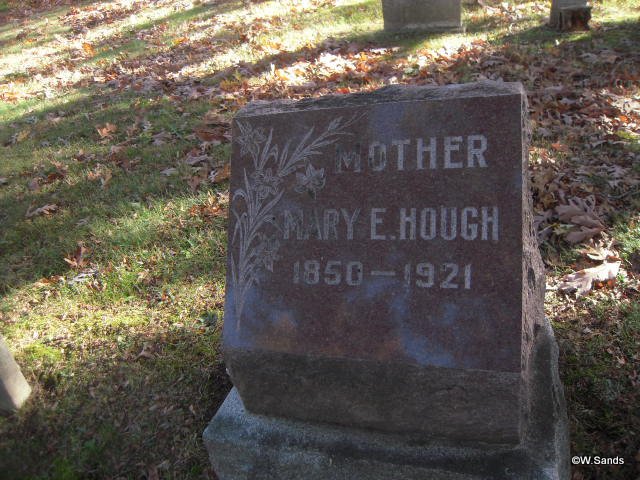 MOTHER
MARY E. HOUGH
1850 — 1921
©W.Sands